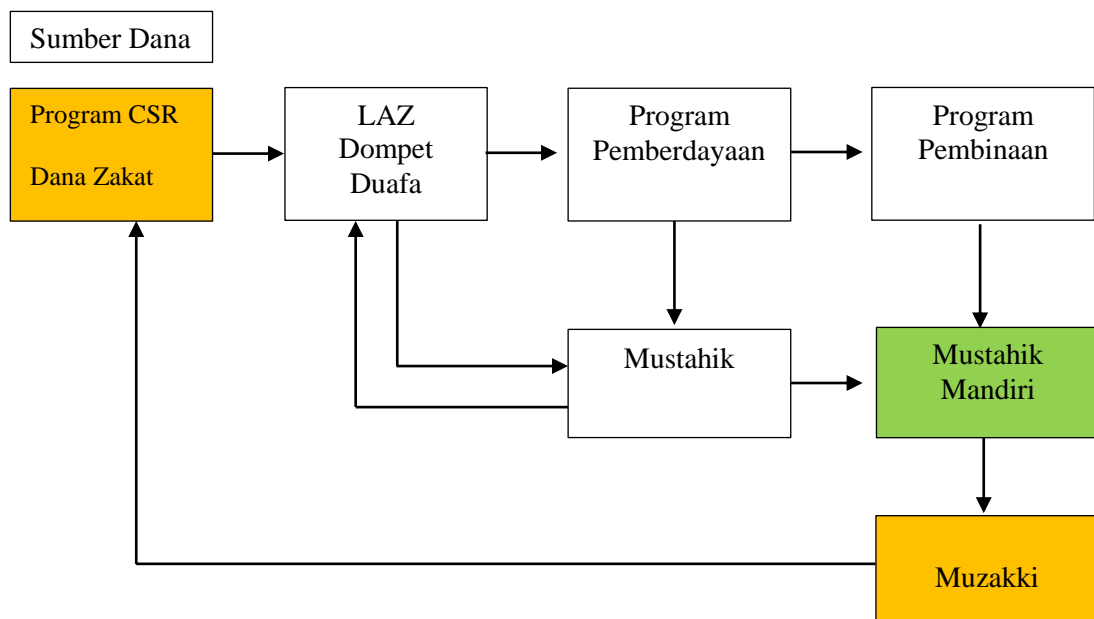 Sumber Dana
Program CSR
Dana Zakat
LAZ
Dompet
Duafa
Program
Pemberdayaan
Program
Pembinaan
Mustahik
Mustahik
Mandiri
Muzakki